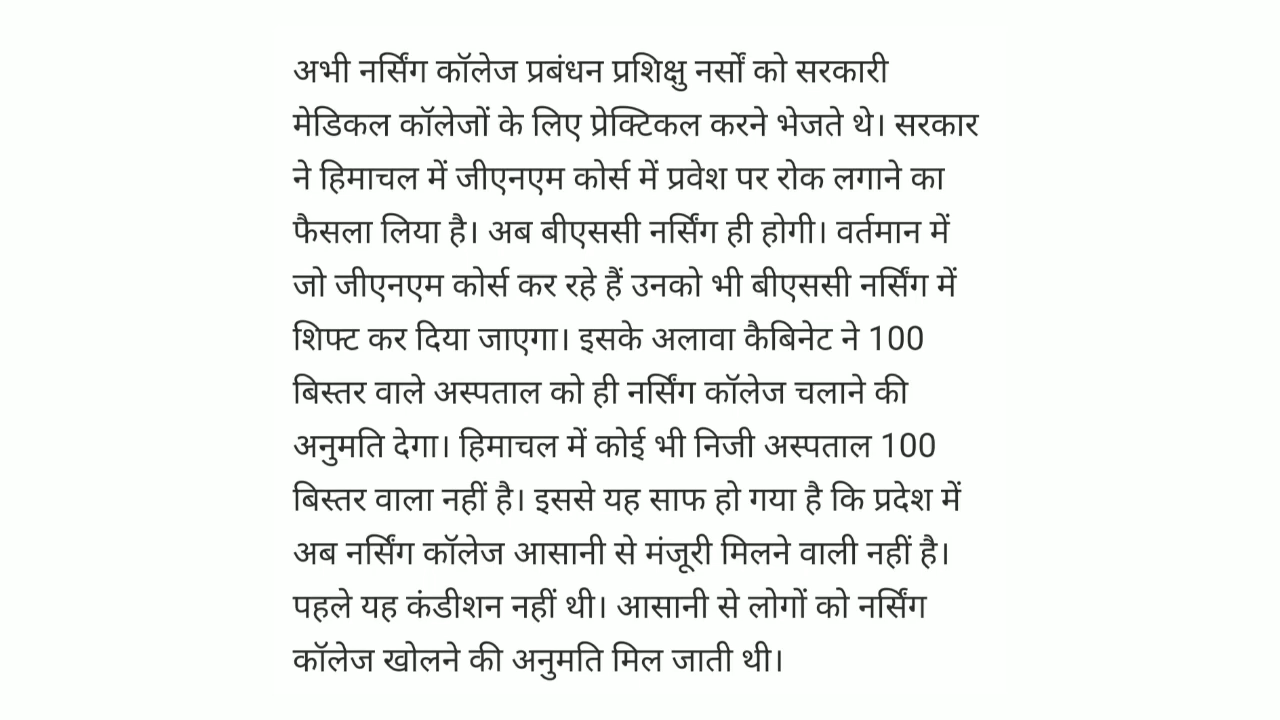 अभी नर्सिंग कॉलेज प्रबंधन प्रशिक्षु नर्सों को सरकारी
मेडिकल कॉलेजों के लिए प्रेक्टिकल करने भेजते थे। सरकार
ने हिमाचल में जीएनएम कोर्स में प्रवेश पर रोक लगाने का
फैसला लिया है। अब बीएससी नर्सिंग ही होगी। वर्तमान में
जो जीएनएम कोर्स कर रहे हैं उनको भी बीएससी नर्सिंग में
शिफ्ट कर दिया जाएगा। इसके अलावा कैबिनेट ने 100
बिस्तर वाले अस्पताल को ही नर्सिंग कॉलेज चलाने की
अनुमति देगा। हिमाचल में कोई भी निजी अस्पताल 100
बिस्तर वाला नहीं है। इससे यह साफ हो गया है कि प्रदेश में
अब नर्सिंग कॉलेज आसानी से मंजूरी मिलने वाली नहीं है।
पहले यह कंडीशन नहीं थी। आसानी से लोगों को नर्सिंग
कॉलेज खोलने की अनुमति मिल जाती थी।